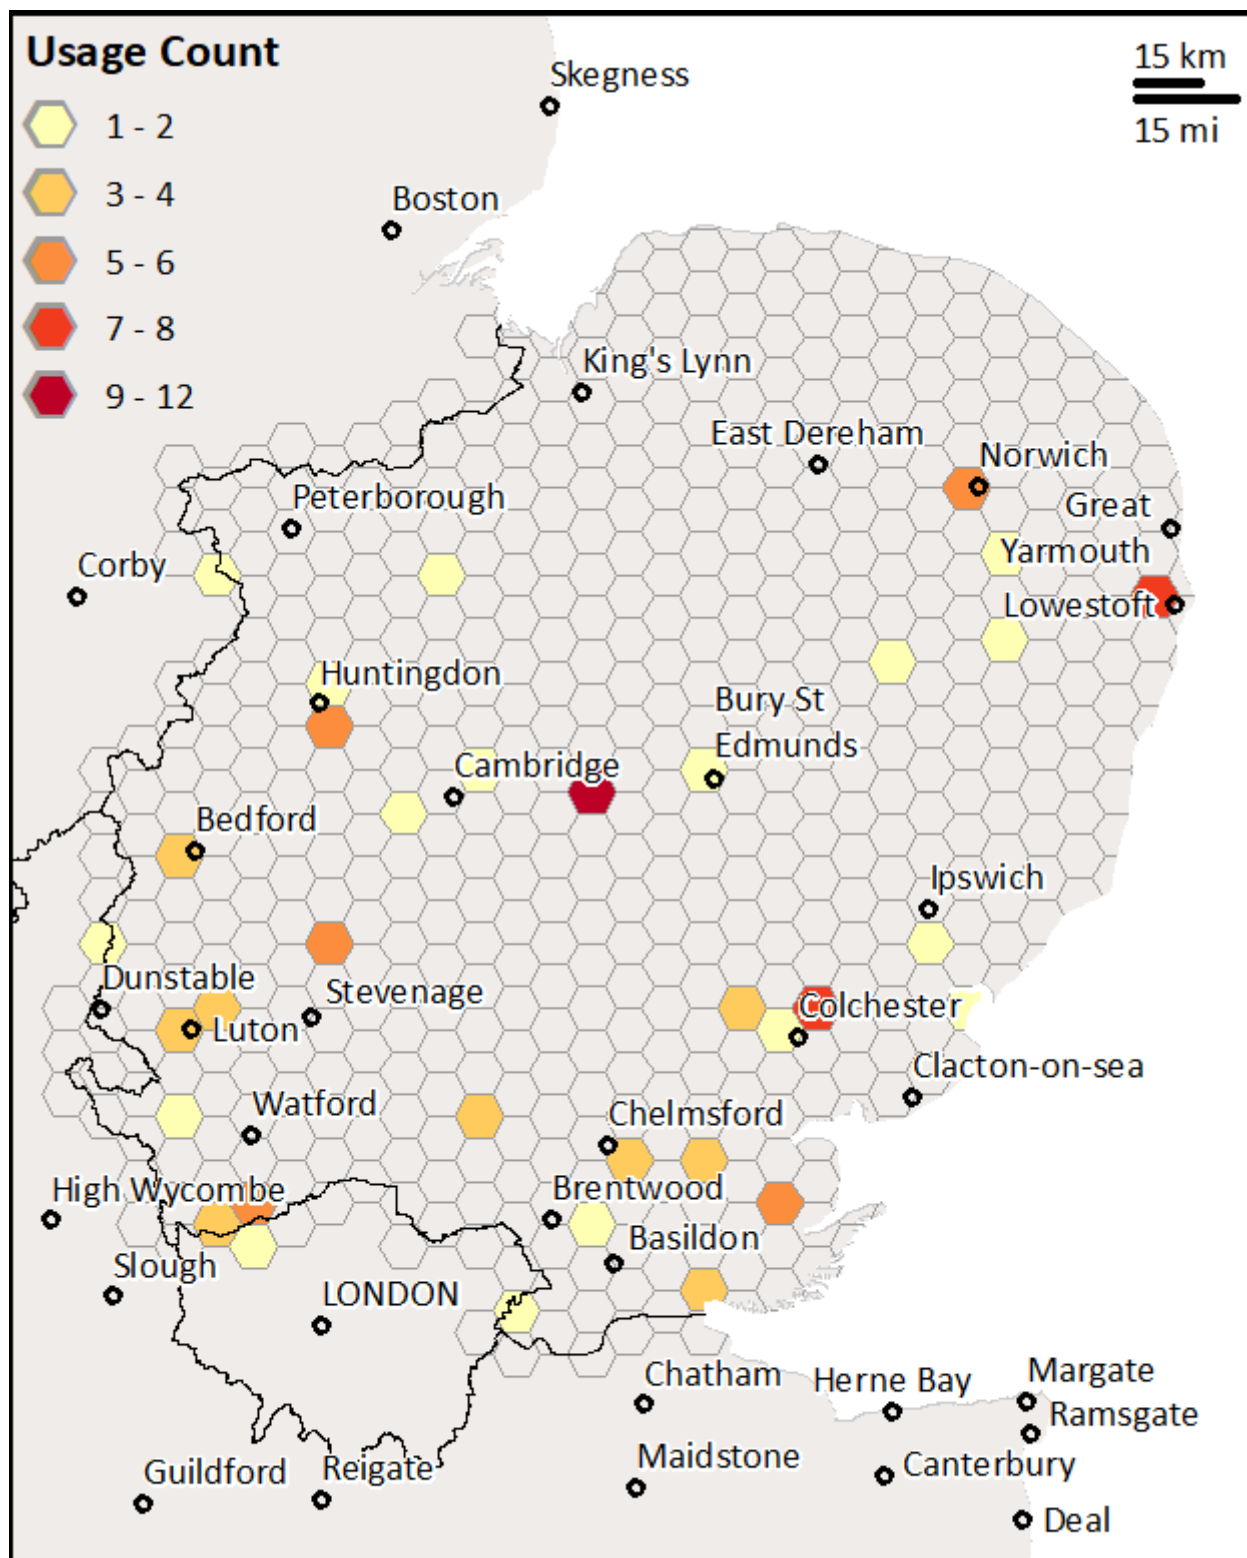 Usage Count
1 - 2
3 - 4
5 - 6
7 - 8
9 - 12
15 km
15 mi
Skegness
Boston
King's Lynn
East Dereham
Norwich
Peterborough
Great
Yarmouth
Corby
Lowestoft
Huntingdon
Bury St
Edmunds
Cambridge
Bedford
Ipswich
Dunstable
Stevenage
Colchester
Luton
Clacton-on-sea
Watford
Chelmsford
High Wycombe
Brentwood
Basildon
Slough
LONDON
Chatham
Herne Bay
Margate
Ramsgate
Guildford
Reigate
Maidstone
Canterbury
Deal